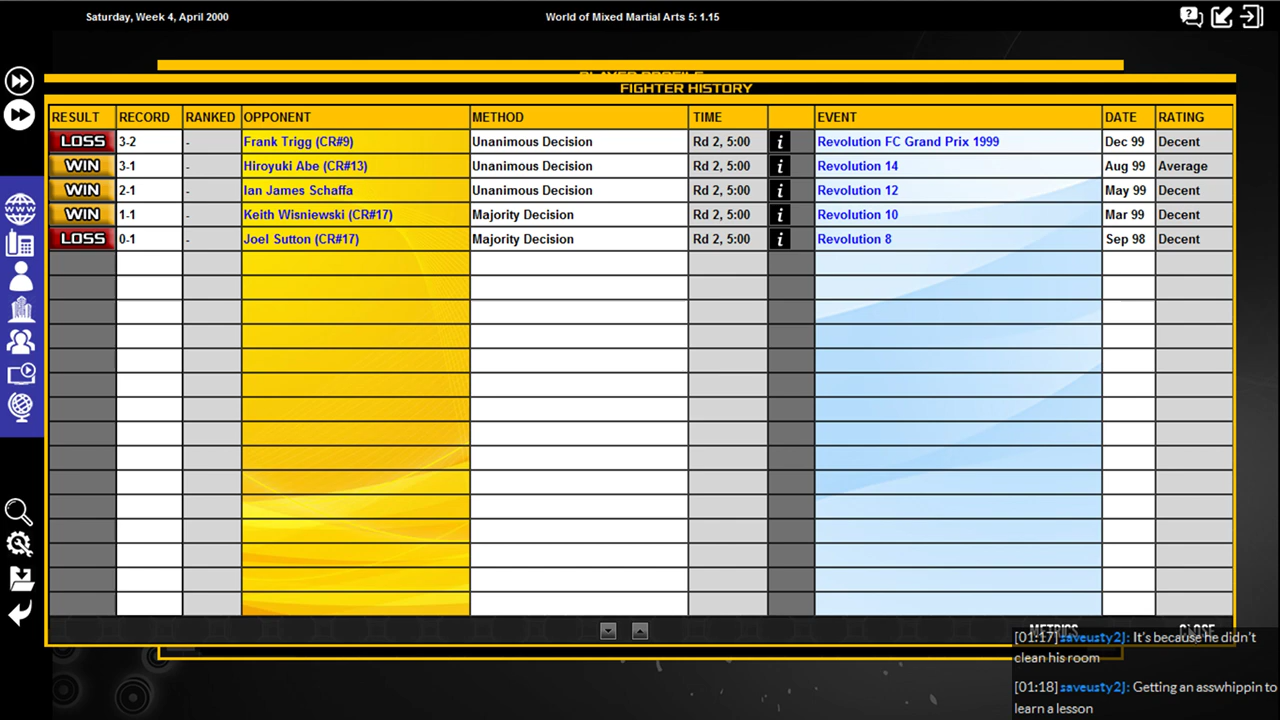 Saturday, Week 4, April 2000
World of Mixed Martial Arts 5: 1.15
PLAYER PROFILE
FIGHTER HISTORY
RESULT RECORD RANKED OPPONENT METHOD TIME EVENT DATE RATING
LOSS 3-2 - Frank Trigg (CR#9) Unanimous Decision Rd 2, 5:00 i Revolution FC Grand Prix 1999 Dec 99 Decent
WIN 3-1 - Hiroyuki Abe (CR#13) Unanimous Decision Rd 2, 5:00 i Revolution 14 Aug 99 Average
WIN 2-1 - Ian James Schaffa Unanimous Decision Rd 2, 5:00 i Revolution 12 May 99 Decent
WIN 1-1 - Keith Wisniewski (CR#17) Majority Decision Rd 2, 5:00 i Revolution 10 Mar 99 Decent
LOSS 0-1 - Joel Sutton (CR#17) Majority Decision Rd 2, 5:00 i Revolution 8 Sep 98 Decent
METRICS CLOSE
[01:17] saveusty2J: It's because he didn't
clean his room
[01:18] saveusty2J: Getting an asswhippin to
learn a lesson
WWW